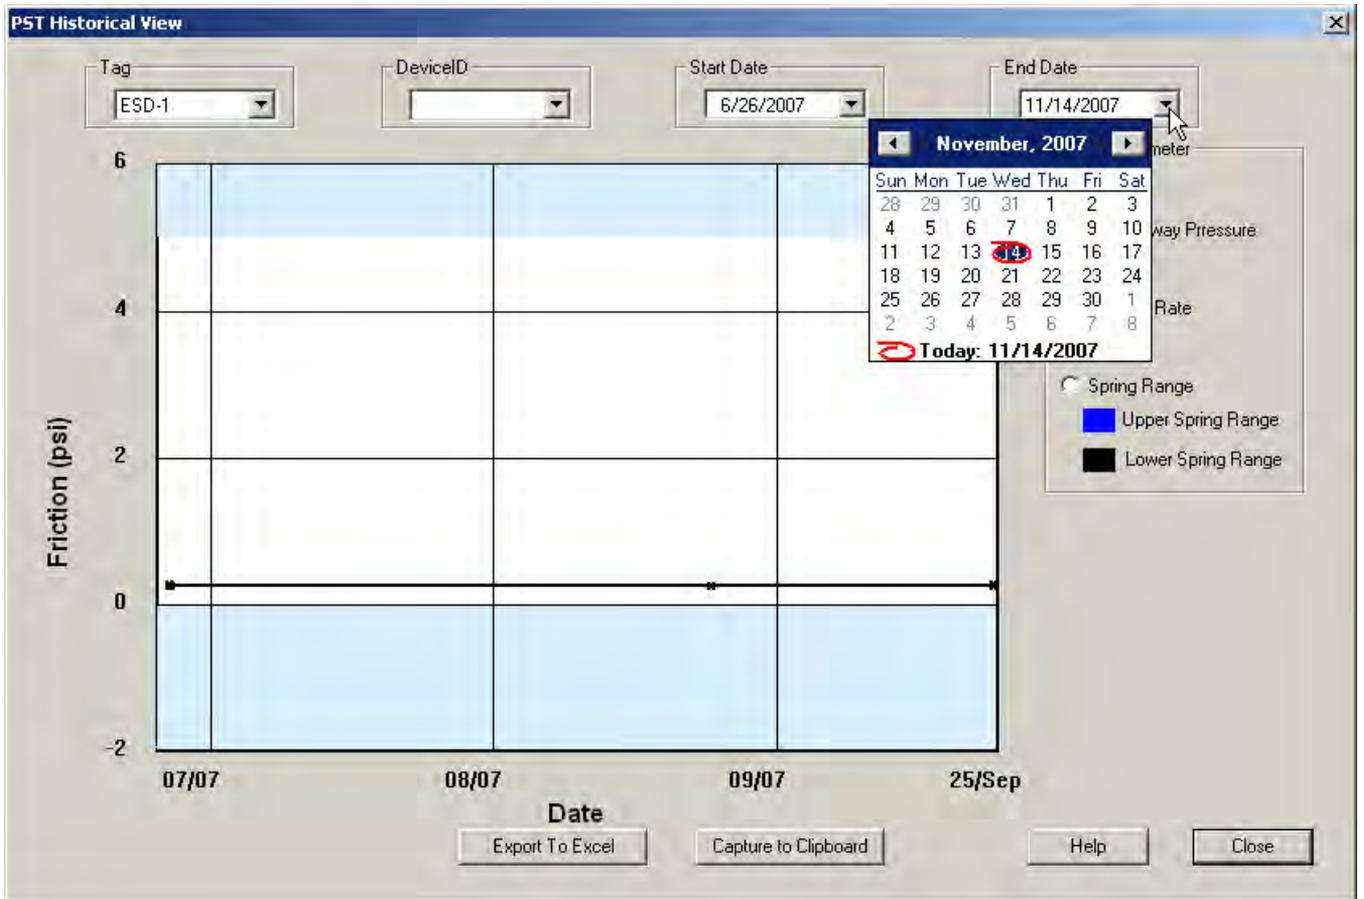 PST Historical View
Tag
DeviceID
Start Date
End Date
ESD-1
6/26/2007
11/14/2007
November, 2007
Sun Mon Tue Wed Thu Fri Sat
28 29 30 31 1 2 3
4 5 6 7 8 9 10
11 12 13 14 15 16 17
18 19 20 21 22 23 24
25 26 27 28 29 30 1
2 3 4 5 6 7 8
Today: 11/14/2007
meter
way Prressure
Rate
Spring Range
Upper Spring Range
Lower Spring Range
6
4
2
0
-2
Friction (psi)
07/07 08/07 09/07 25/Sep
Date
Export To Excel
Capture to Clipboard
Help
Close